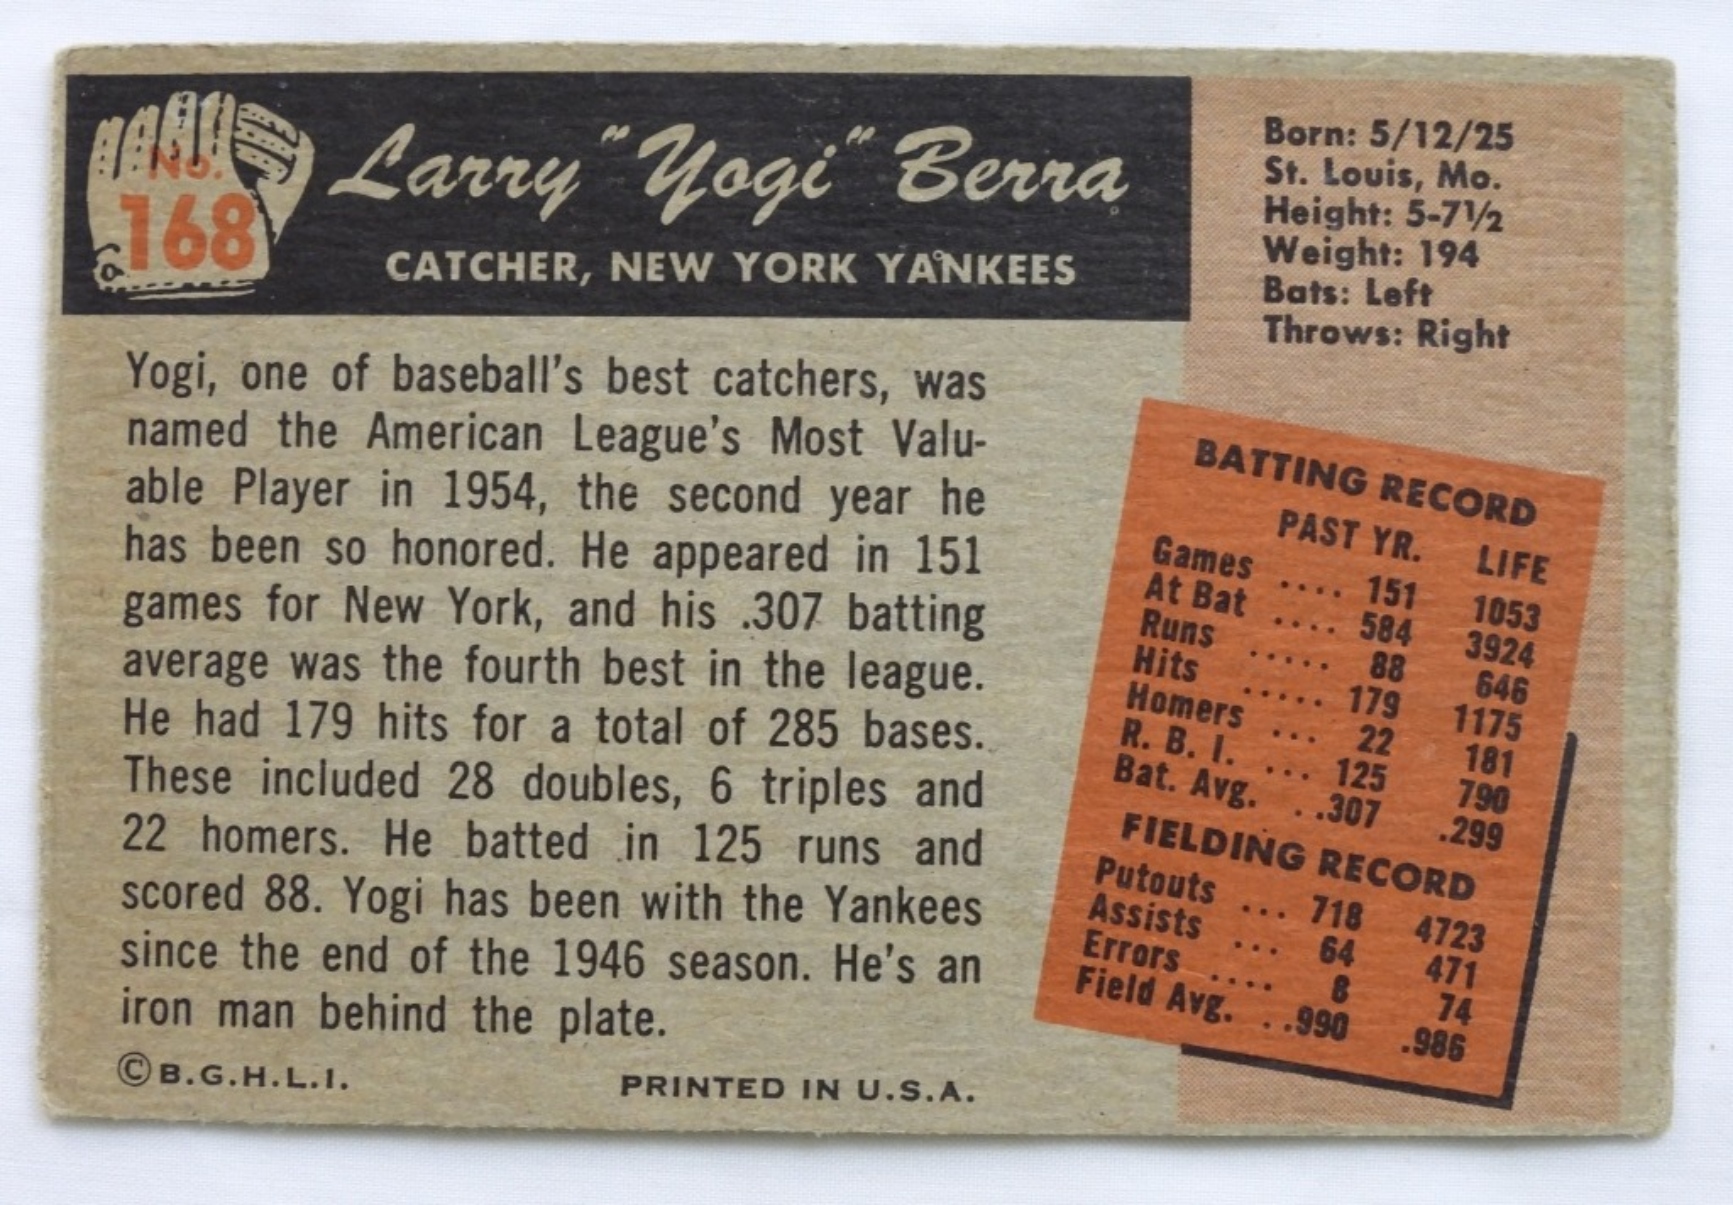 No.
168
Larry "Yogi" Berra
CATCHER, NEW YORK YANKEES
Born: 5/12/25
St. Louis, Mo.
Height: 5-7½
Weight: 194
Bats: Left
Throws: Right
Yogi, one of baseball's best catchers, was
named the American League's Most Valu-
able Player in 1954, the second year he
has been so honored. He appeared in 151
games for New York, and his .307 batting
average was the fourth best in the league.
He had 179 hits for a total of 285 bases.
These included 28 doubles, 6 triples and
22 homers. He batted in 125 runs and
scored 88. Yogi has been with the Yankees
since the end of the 1946 season. He's an
iron man behind the plate.
© B.G.H.L.I.
PRINTED IN U.S.A.
BATTING RECORD
PAST YR. LIFE
Games .... 151 1053
At Bat .... 584 3924
Runs ..... 88 646
Hits ..... 179 1175
Homers ... 22 181
R. B. I. ... 125 790
Bat. Avg. . .307 .299
FIELDING RECORD
Putouts ... 718 4723
Assists ... 64 471
Errors .... 8 74
Field Avg. . .990 .986